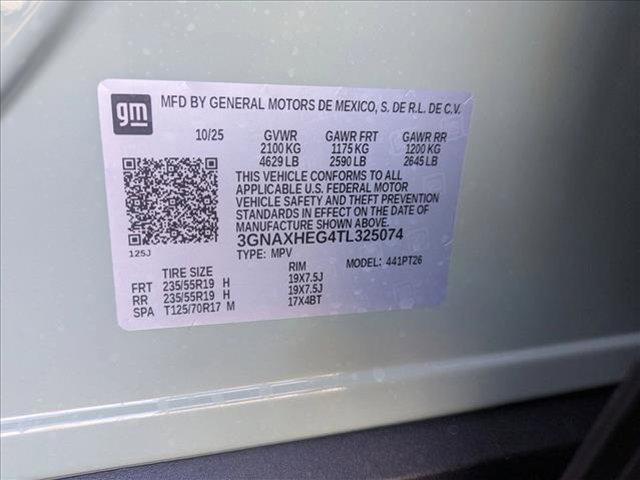 gm
MFD BY GENERAL MOTORS DE MEXICO, S. DE R.L. DE C.V.
10/25 GVWR GAWR FRT GAWR RR
2100 KG 1175 KG 1200 KG
4629 LB 2590 LB 2645 LB
THIS VEHICLE CONFORMS TO ALL
APPLICABLE U.S. FEDERAL MOTOR
VEHICLE SAFETY AND THEFT PREVENTION
STANDARDS IN EFFECT ON THE DATE OF
MANUFACTURE SHOWN ABOVE.
3GNAXHEG4TL325074
125J TYPE: MPV MODEL: 441PT26
TIRE SIZE RIM
FRT 235/55R19 H 19X7.5J
RR 235/55R19 H 19X7.5J
SPA T125/70R17 M 17X4BT